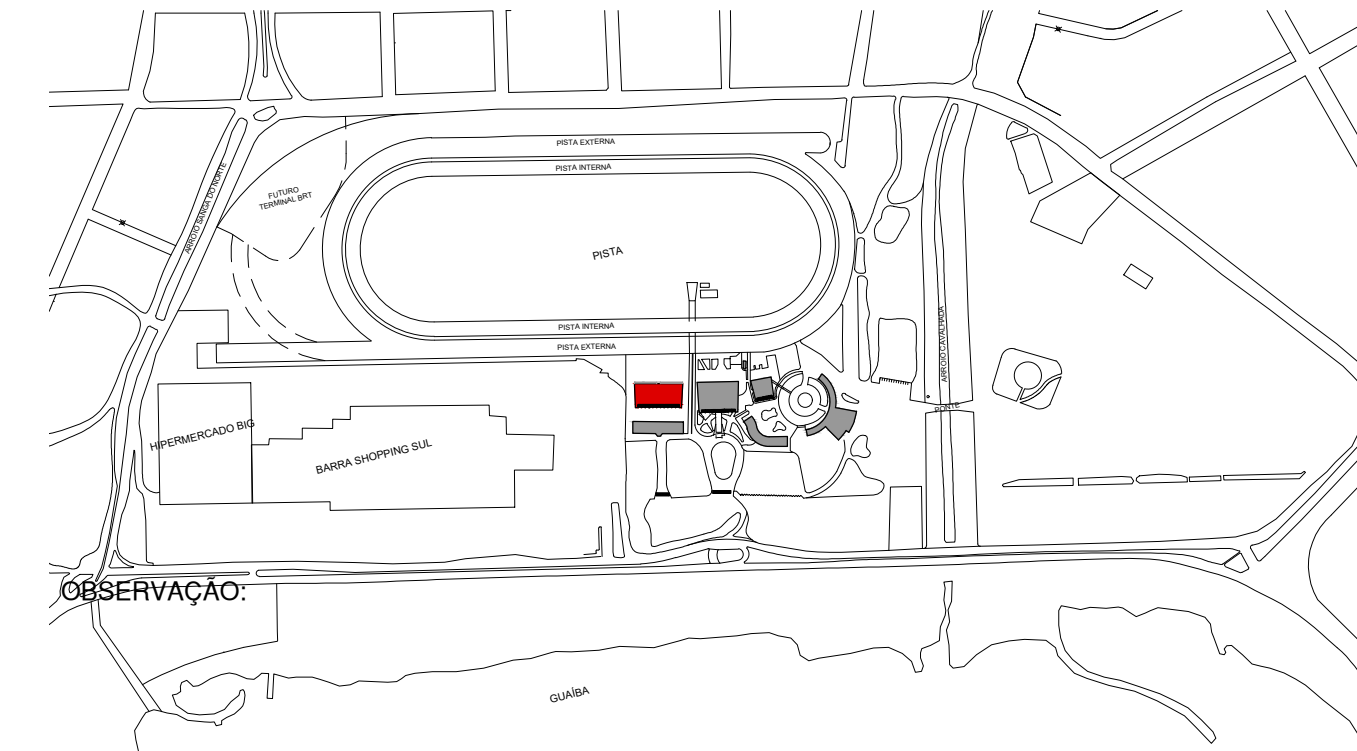 PISTA EXTERNA
PISTA INTERNA
ARROIO SANGA DO NORTE
FUTURO
TERMINAL BRT
PISTA
PISTA INTERNA
PISTA EXTERNA
ARROIO CAVALHADA
PONTE
HIPERMERCADO BIG
BARRA SHOPPING SUL
OBSERVAÇÃO:
GUAÍBA